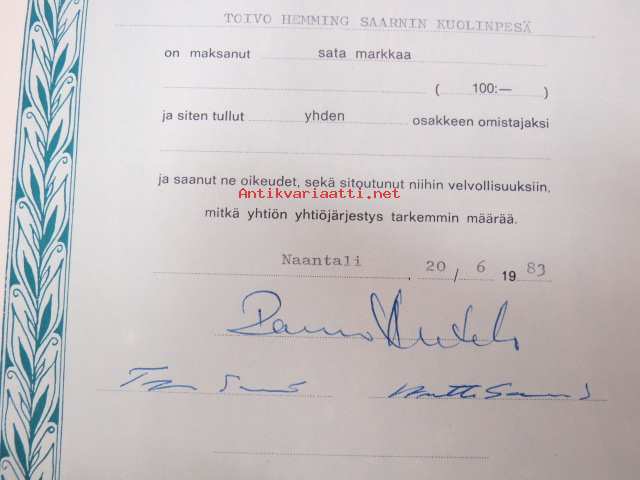 TOIVO HEMMING SAARNIN KUOLINPESÄ
on maksanut sata markkaa
( 100:— )
ja siten tullut yhden osakkeen omistajaksi
ja saanut ne oikeudet, sekä sitoutunut niihin velvollisuuksiin,
Antikvariaatti.net
mitkä yhtiön yhtiöjärjestys tarkemmin määrää.
Naantali . 20 / 6 19 83